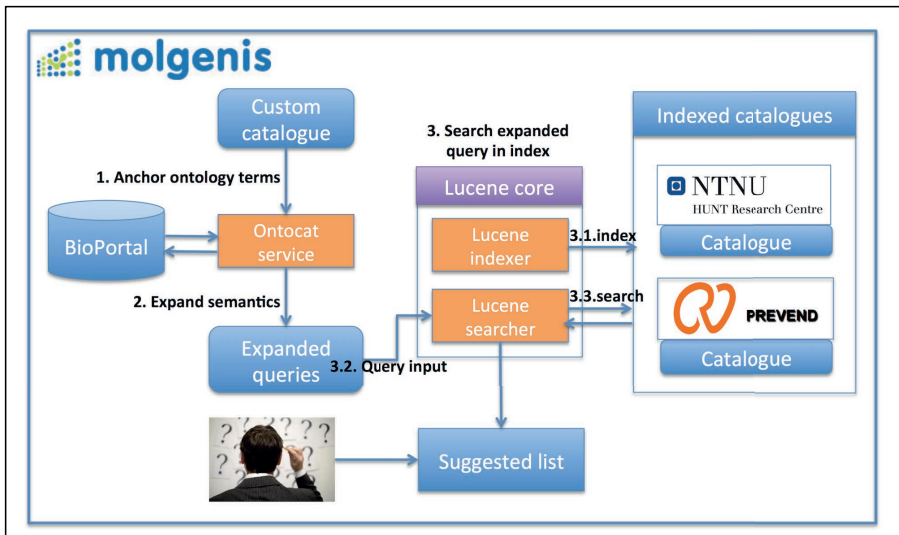 molgenis
Custom
catalogue
1. Anchor ontology terms
BioPortal
Ontocat
service
2. Expand semantics
Expanded
queries
3.2. Query input
3. Search expanded
query in index
Lucene core
Lucene
indexer
3.1.index
Lucene
searcher
3.3.search
Indexed catalogues
NTNU
HUNT Research Centre
Catalogue
PREVEND
Catalogue
? ? ? ? ? ? ?
Suggested list